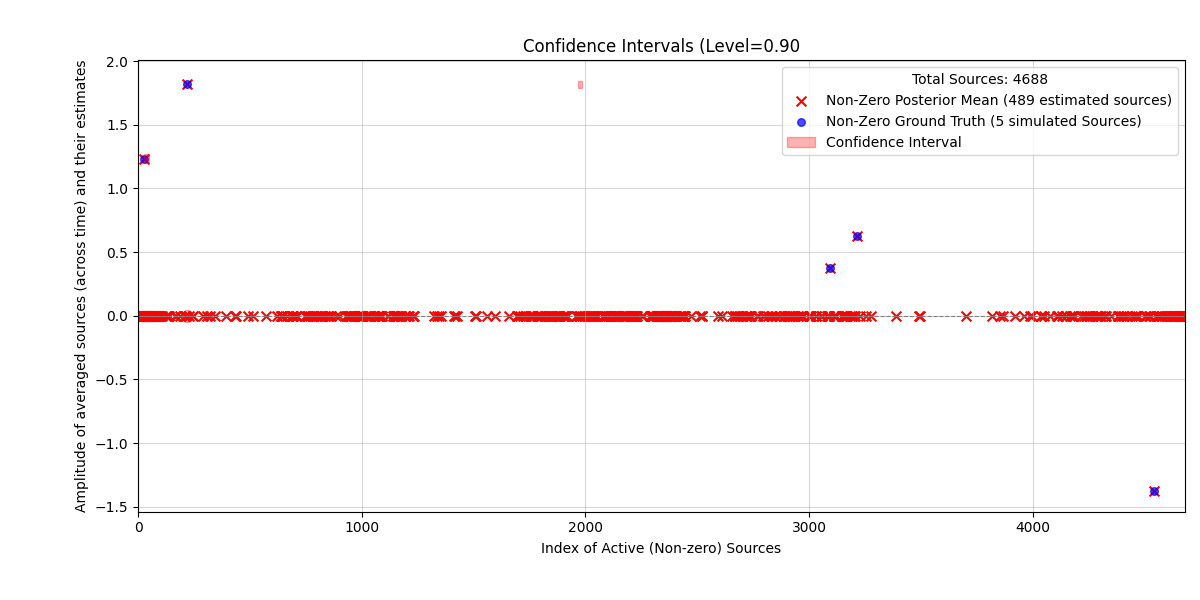 Confidence Intervals (Level=0.90
Amplitude of averaged sources (across time) and their estimates
2.0
1.5
1.0
0.5
0.0
−0.5
−1.0
−1.5
Total Sources: 4688
Non-Zero Posterior Mean (489 estimated sources)
Non-Zero Ground Truth (5 simulated Sources)
Confidence Interval
0
1000
2000
3000
4000
Index of Active (Non-zero) Sources